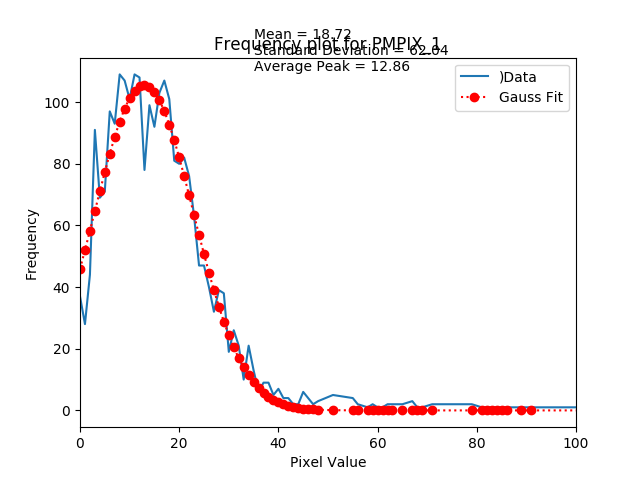 Mean = 18.72
Frequency plot for PMPIX_1
Standard Deviation = 62.04
Average Peak = 12.86
)Data
Gauss Fit
Frequency
100
80
60
40
20
0
0 20 40 60 80 100
Pixel Value